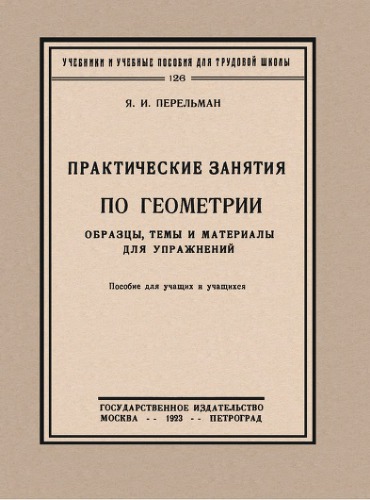 УЧЕБНИКИ И УЧЕБНЫЕ ПОСОБИЯ ДЛЯ ТРУДОВОЙ ШКОЛЫ
126
Я. И. ПЕРЕЛЬМАН
ПРАКТИЧЕСКИЕ ЗАНЯТИЯ
ПО ГЕОМЕТРИИ
ОБРАЗЦЫ, ТЕМЫ И МАТЕРИАЛЫ
ДЛЯ УПРАЖНЕНИЙ
Пособие для учащих и учащихся
ГОСУДАРСТВЕННОЕ ИЗДАТЕЛЬСТВО
МОСКВА -- 1923 -- ПЕТРОГРАД